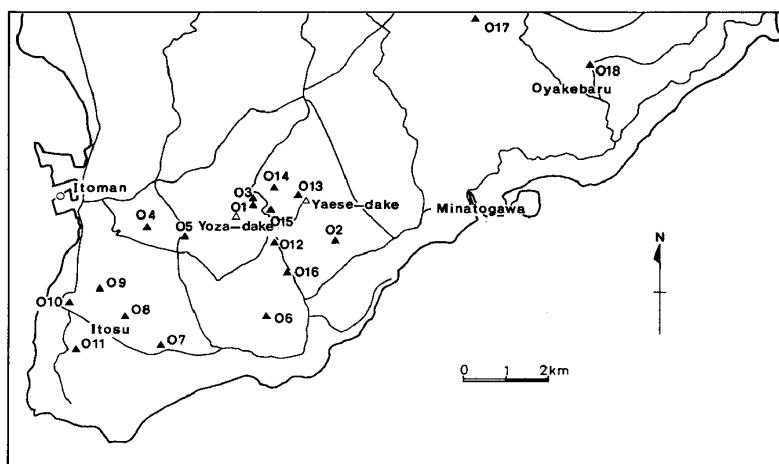 O17
O18
Oyakebaru
Itoman
O14
O3
O13
O1
Yaese-dake
O4
O5
Yoza-dake
O15
Minatogawa
O12
O2
N
O16
O9
O10
O8
O6
Itosu
O11
O7
0 1 2km